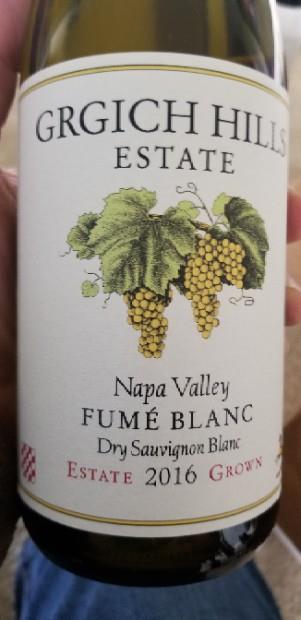 GRGICH HILLS
ESTATE
Napa Valley
FUMÉ BLANC
Dry Sauvignon Blanc
ESTATE 2016 GROWN